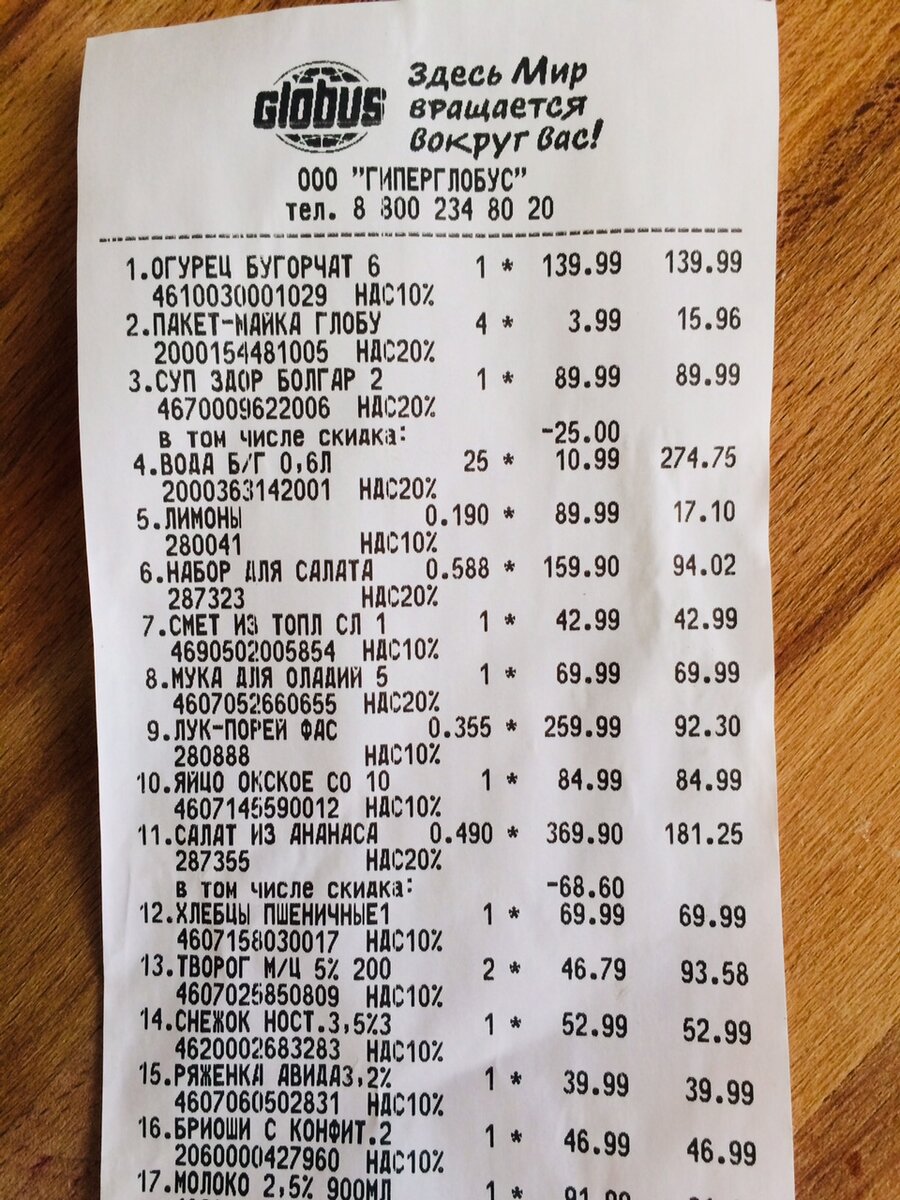 Globus
Здесь Мир
вращается
вокруг вас!
ООО "ГИПЕРГЛОБУС"
тел. 8 800 234 80 20
1.ОГУРЕЦ БУГОРЧАТ 6 1 * 139.99 139.99
4610030001029 НДС10%
2.ПАКЕТ-МАЙКА ГЛОБУ 4 * 3.99 15.96
2000154481005 НДС20%
3.СУП ЗДОР БОЛГАР 2 1 * 89.99 89.99
4670009622006 НДС20%
в том числе скидка: -25.00
4.ВОДА Б/Г 0,6Л 25 * 10.99 274.75
2000363142001 НДС20%
5.ЛИМОНЫ 0.190 * 89.99 17.10
280041 НДС10%
6.НАБОР ДЛЯ САЛАТА 0.588 * 159.90 94.02
287323 НДС20%
7.СМЕТ ИЗ ТОПЛ СЛ 1 1 * 42.99 42.99
4690502005854 НДС10%
8.МУКА ДЛЯ ОЛАДИЙ 5 1 * 69.99 69.99
4607052660655 НДС20%
9.ЛУК-ПОРЕЙ ФАС 0.355 * 259.99 92.30
280888 НДС10%
10.ЯЙЦО ОКСКОЕ СО 10 1 * 84.99 84.99
4607145590012 НДС10%
11.САЛАТ ИЗ АНАНАСА 0.490 * 369.90 181.25
287355 НДС20%
в том числе скидка: -68.60
12.ХЛЕБЦЫ ПШЕНИЧНЫЕ1 1 * 69.99 69.99
4607158030017 НДС10%
13.ТВОРОГ М/Ц 5% 200 2 * 46.79 93.58
4607025850809 НДС10%
14.СНЕЖОК НОСТ.3,5%3 1 * 52.99 52.99
4620002683283 НДС10%
15.РЯЖЕНКА АВИДА3,2% 1 * 39.99 39.99
4607060502831 НДС10%
16.БРИОШИ С КОНФИТ.2 1 * 46.99 46.99
2060000427960 НДС10%
17.МОЛОКО 2,5% 900МЛ 1 *